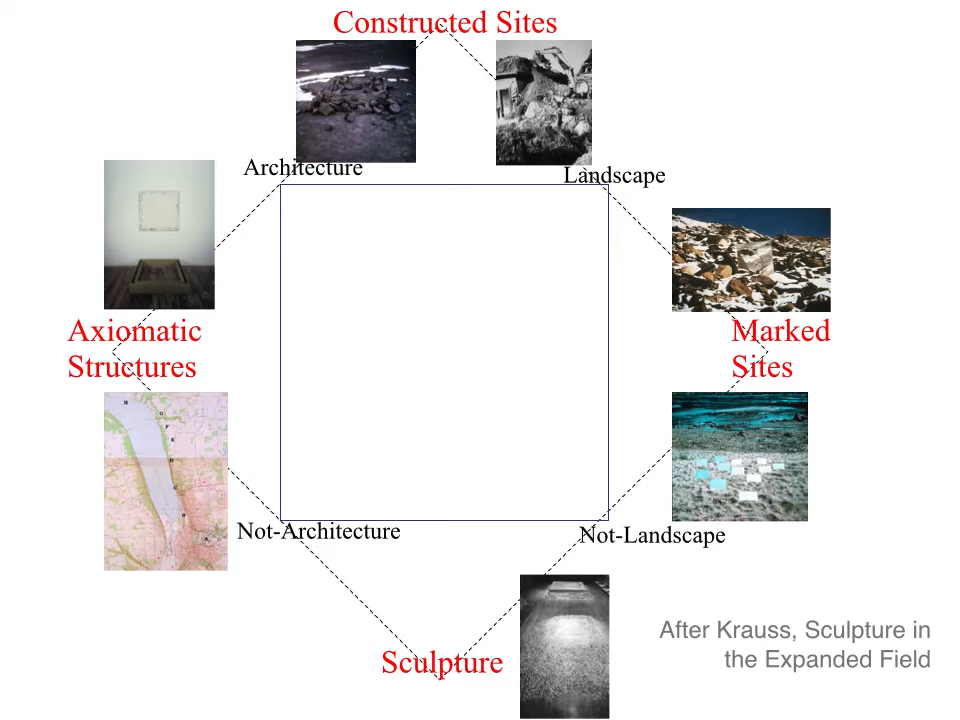 Constructed Sites
Architecture
Landscape
Axiomatic
Structures
Marked
Sites
Not-Architecture
Not-Landscape
Sculpture
After Krauss, Sculpture in
the Expanded Field